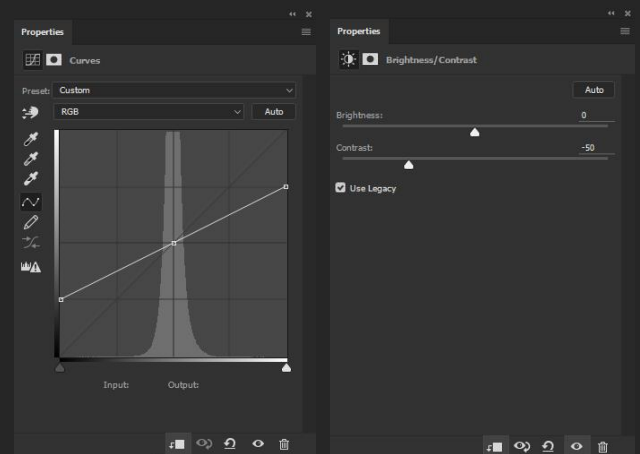 Properties
Curves
Preset: Custom
RGB
Auto
Input:
Output:
Properties
Brightness/Contrast
Auto
Brightness: 0
Contrast: -50
Use Legacy